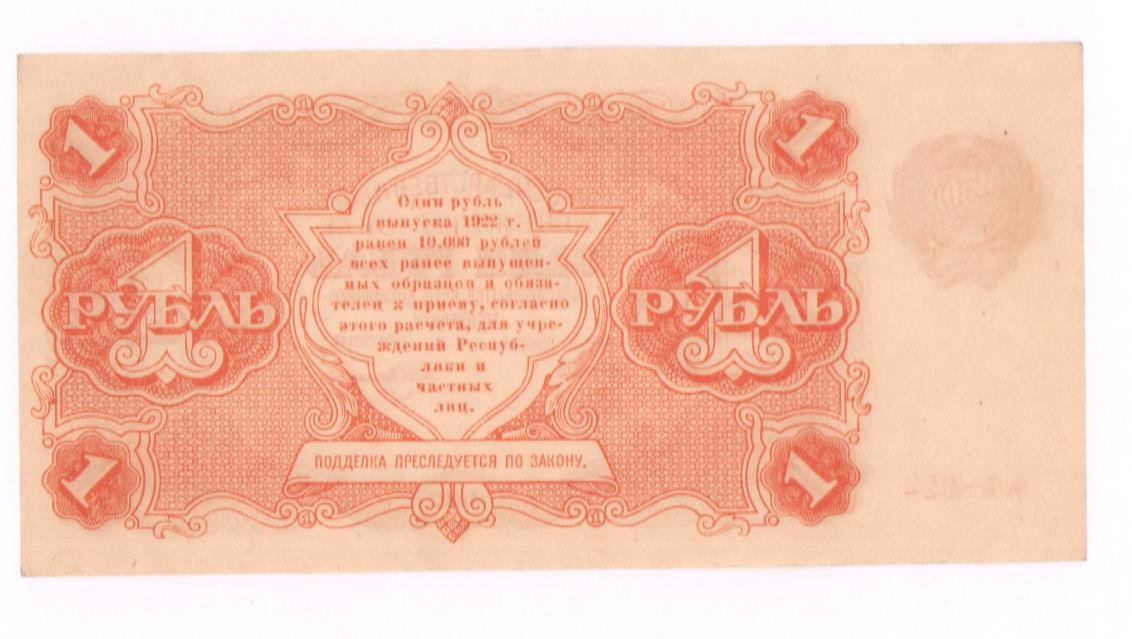 1
1
Один рубль
выпуска 1922 г.
равен 10.000 рублей
всех ранее выпущен-
ных образцов и обяза-
телен к приему, согласно
этого расчета, для учре-
ждений Респуб-
лики и
частных
лиц.
1
РУБЛЬ
1
РУБЛЬ
ПОДДЕЛКА ПРЕСЛЕДУЕТСЯ ПО ЗАКОНУ.
1
1